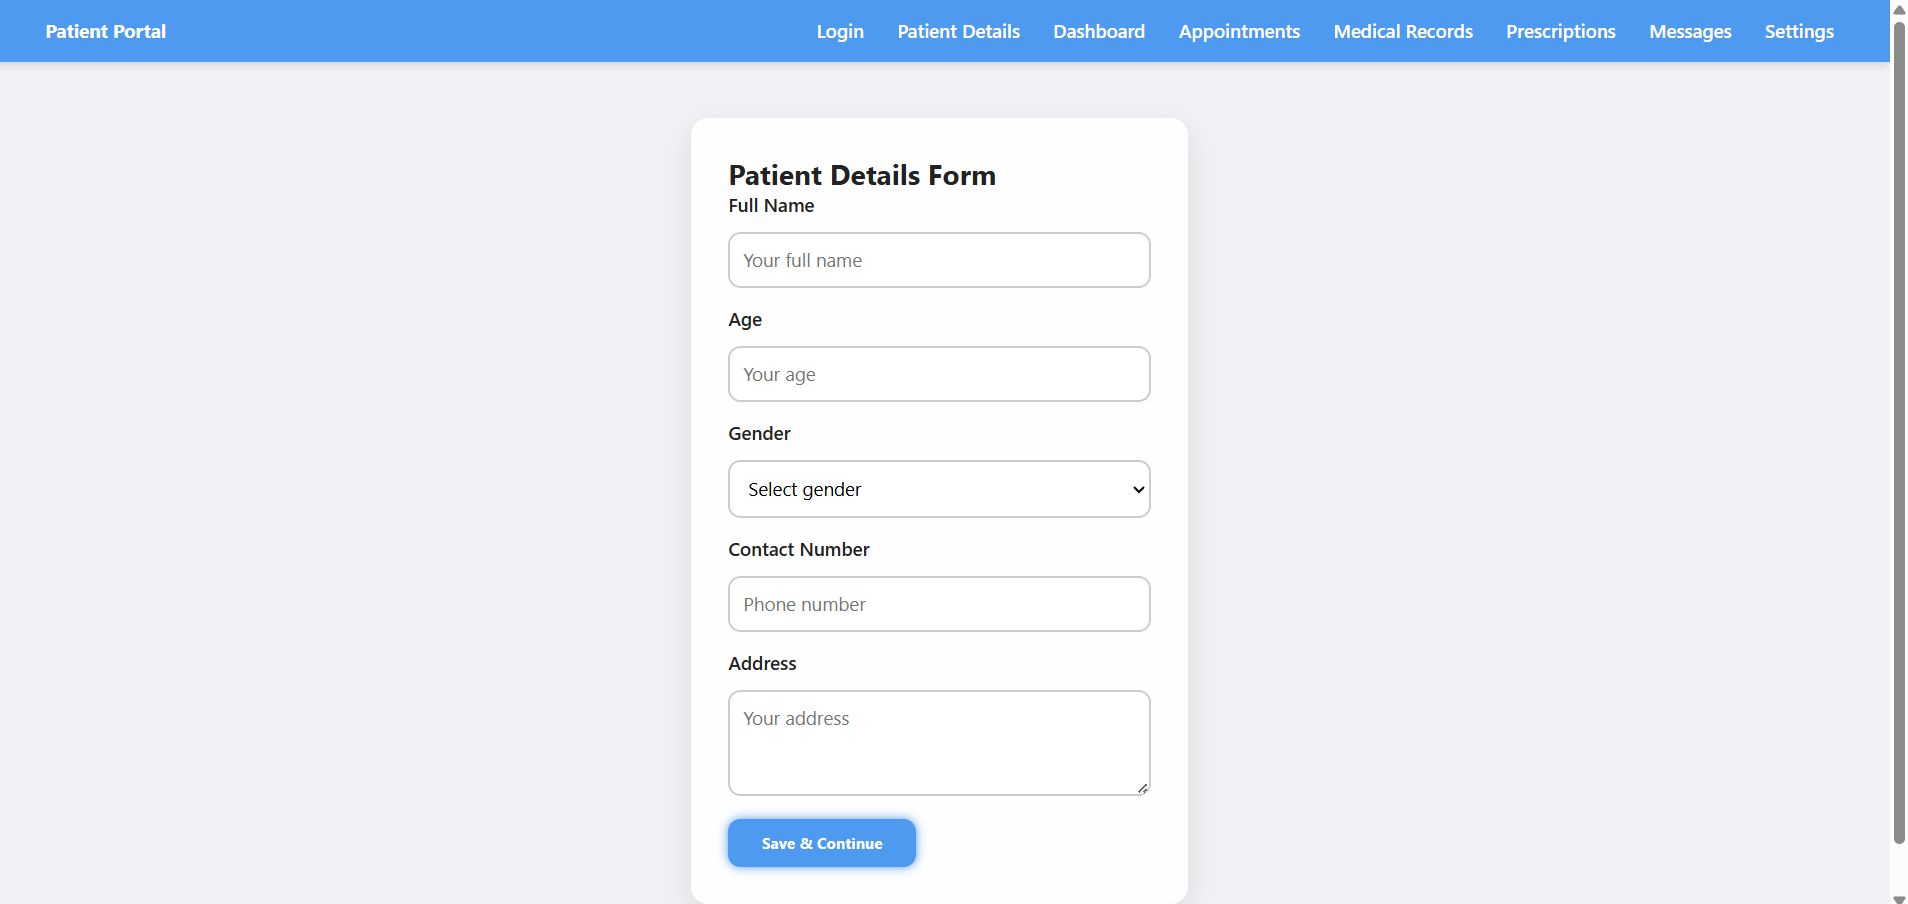 Patient Portal Login Patient Details Dashboard Appointments Medical Records Prescriptions Messages Settings
Patient Details Form
Full Name
Your full name
Age
Your age
Gender
Select gender
Contact Number
Phone number
Address
Your address
Save & Continue